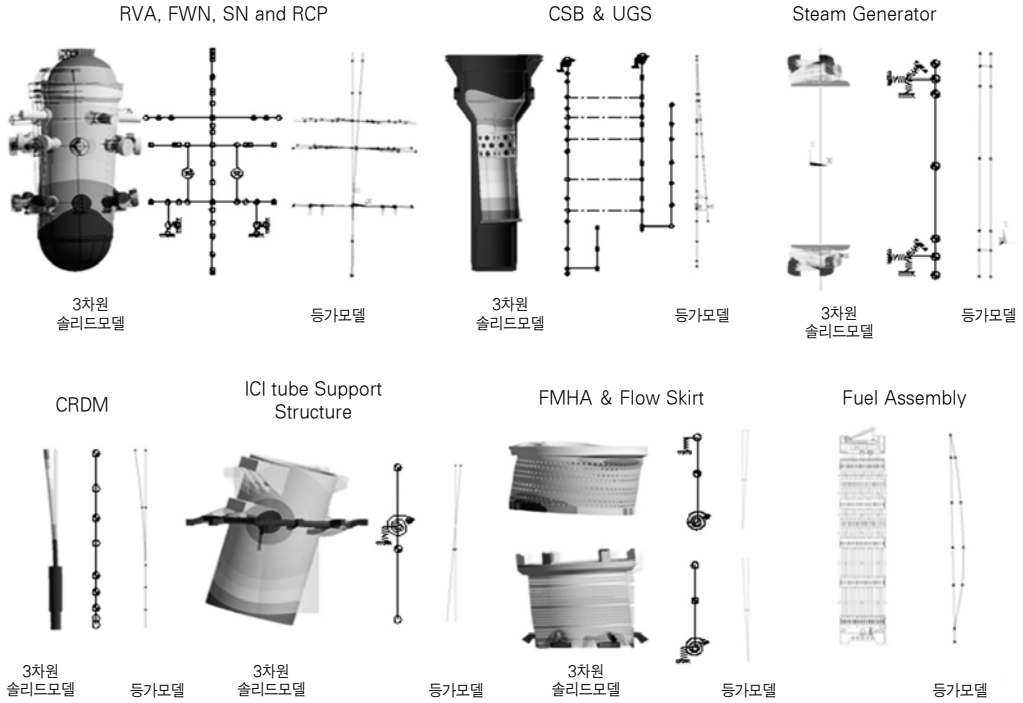 RVA, FWN, SN and RCP
CSB & UGS
Steam Generator
3차원
솔리드모델
등가모델
3차원
솔리드모델
등가모델
3차원
솔리드모델
등가모델
CRDM
ICI tube Support
Structure
FMHA & Flow Skirt
Fuel Assembly
3차원
솔리드모델
등가모델
3차원
솔리드모델
등가모델
3차원
솔리드모델
등가모델
등가모델